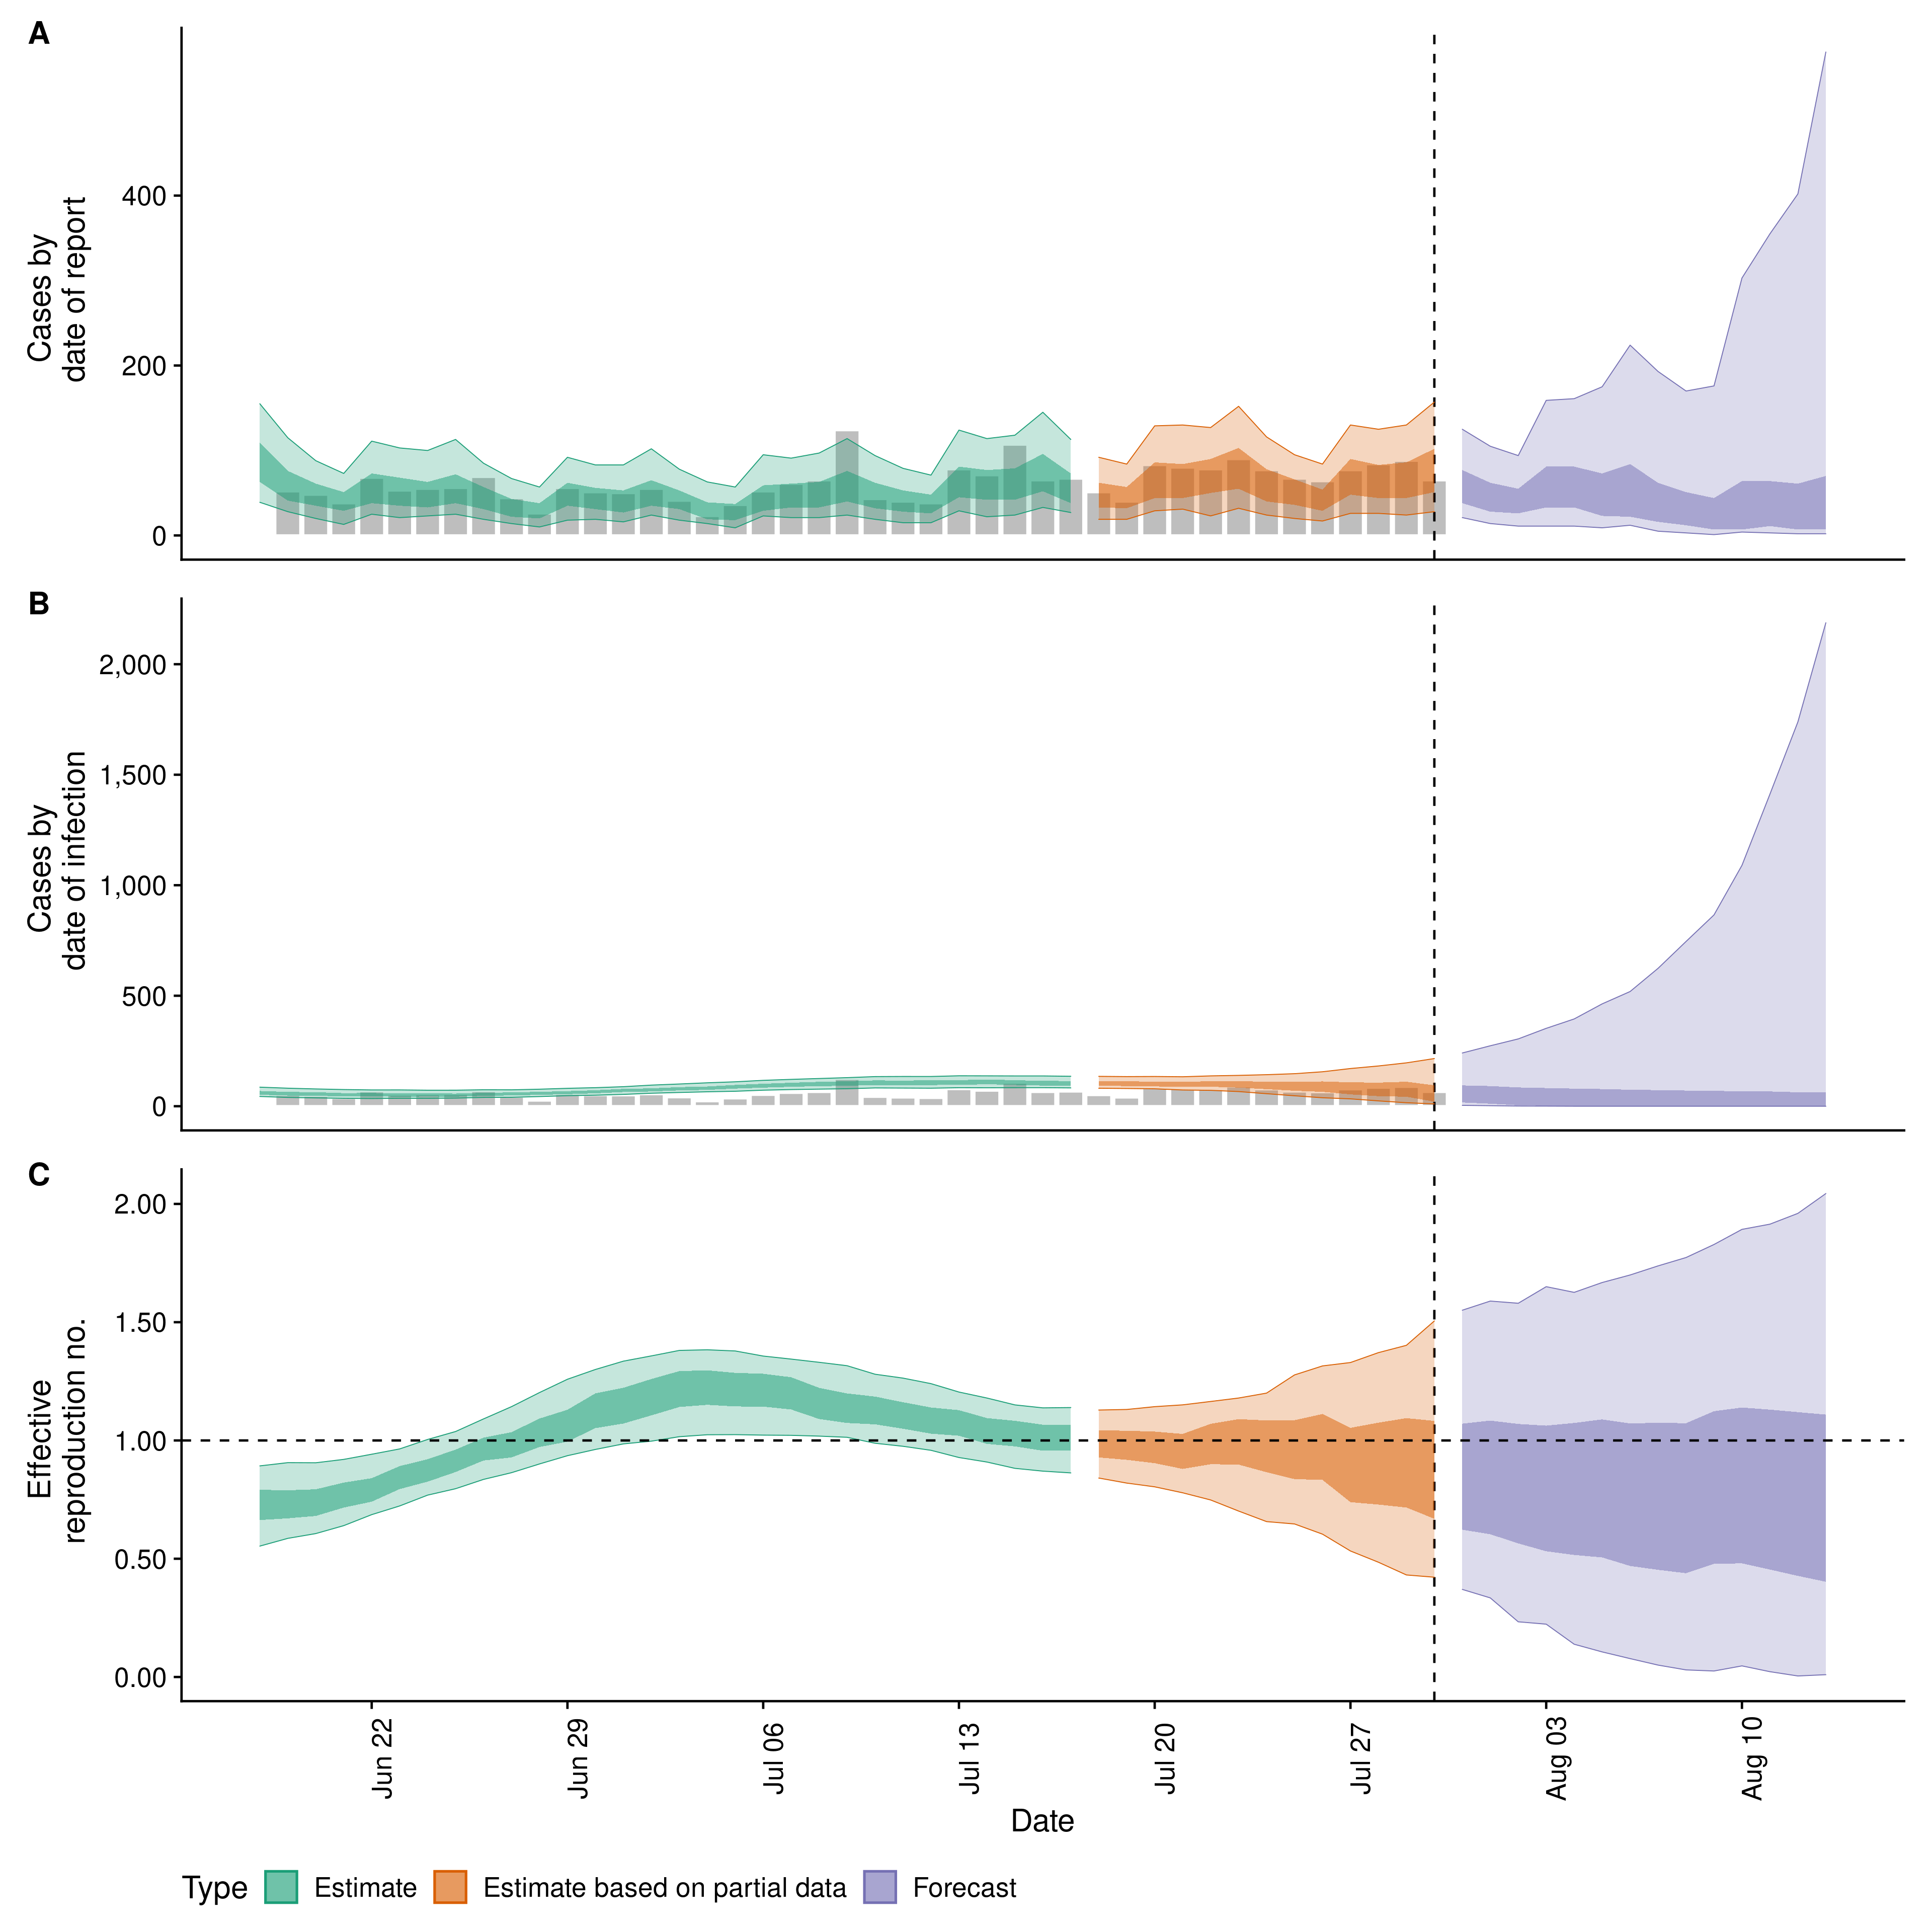 A
Cases by
date of report
400
200
0
B
Cases by
date of infection
2,000
1,500
1,000
500
0
C
Effective
reproduction no.
2.00
1.50
1.00
0.50
0.00
Jun 22
Jun 29
Jul 06
Jul 13
Jul 20
Jul 27
Aug 03
Aug 10
Date
Type Estimate Estimate based on partial data Forecast